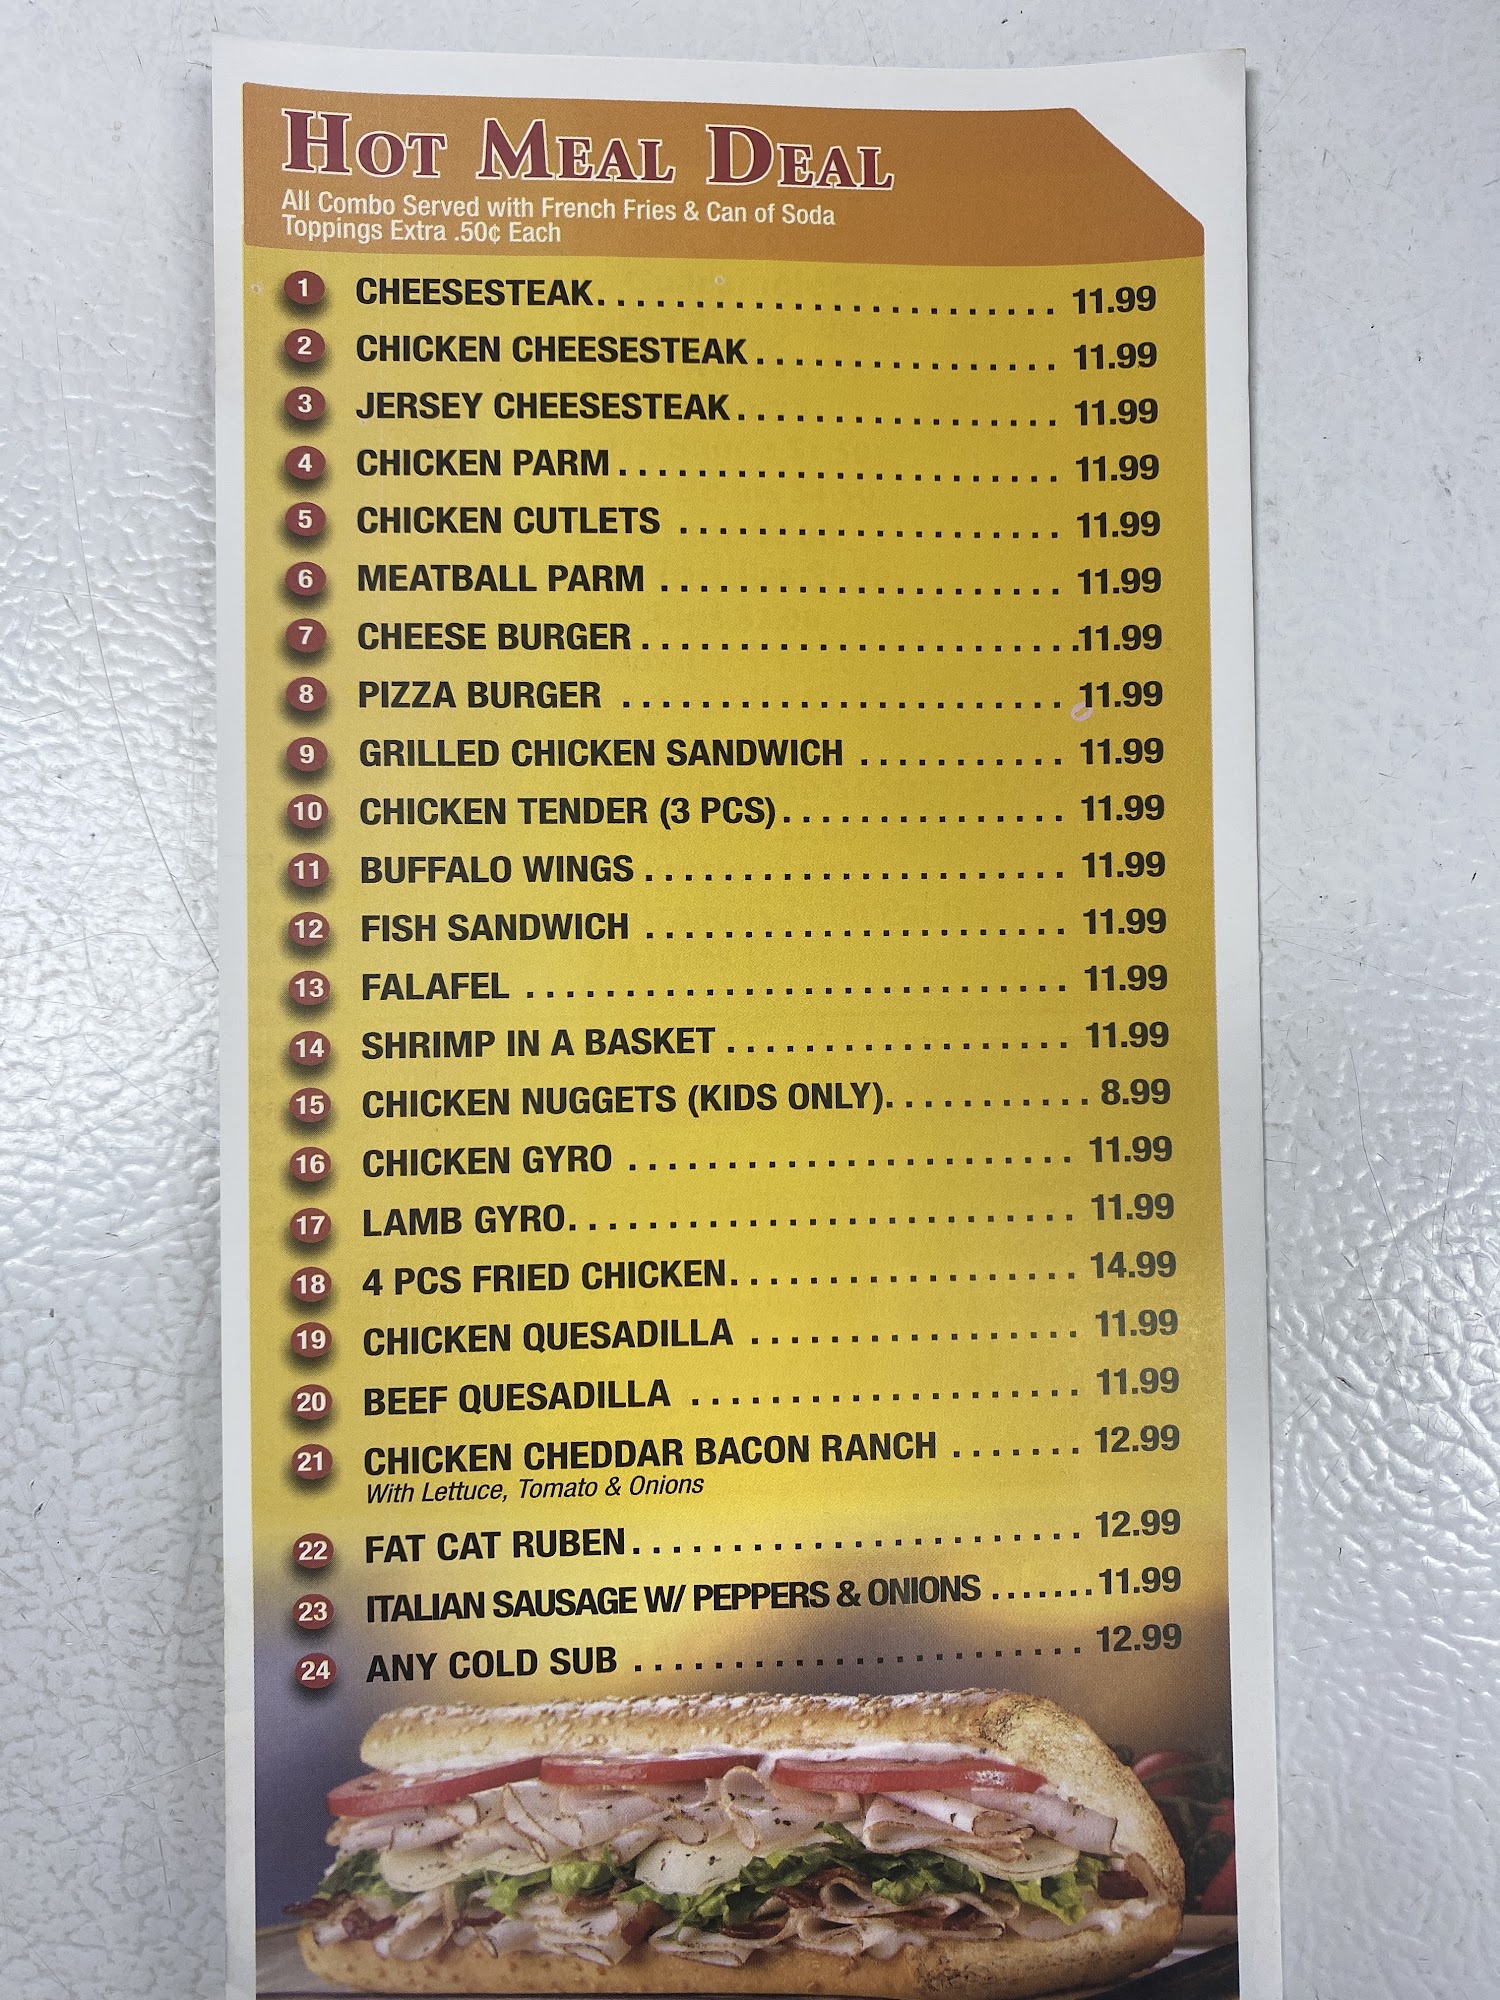 HOT MEAL DEAL
All Combo Served with French Fries & Can of Soda
Toppings Extra .50¢ Each
1 CHEESESTEAK. . . . . . . . . . . . . . . . . . . . . . . 11.99
2 CHICKEN CHEESESTEAK . . . . . . . . . . . . . . . 11.99
3 JERSEY CHEESESTEAK . . . . . . . . . . . . . . . . 11.99
4 CHICKEN PARM . . . . . . . . . . . . . . . . . . . . . . 11.99
5 CHICKEN CUTLETS . . . . . . . . . . . . . . . . . . . 11.99
6 MEATBALL PARM . . . . . . . . . . . . . . . . . . . . 11.99
7 CHEESE BURGER . . . . . . . . . . . . . . . . . . . . . .11.99
8 PIZZA BURGER . . . . . . . . . . . . . . . . . . . . . . 11.99
9 GRILLED CHICKEN SANDWICH . . . . . . . . . . . 11.99
10 CHICKEN TENDER (3 PCS) . . . . . . . . . . . . . . 11.99
11 BUFFALO WINGS . . . . . . . . . . . . . . . . . . . . . 11.99
12 FISH SANDWICH . . . . . . . . . . . . . . . . . . . . . 11.99
13 FALAFEL . . . . . . . . . . . . . . . . . . . . . . . . . . . 11.99
14 SHRIMP IN A BASKET . . . . . . . . . . . . . . . . . 11.99
15 CHICKEN NUGGETS (KIDS ONLY). . . . . . . . . . . 8.99
16 CHICKEN GYRO . . . . . . . . . . . . . . . . . . . . . . 11.99
17 LAMB GYRO. . . . . . . . . . . . . . . . . . . . . . . . . 11.99
18 4 PCS FRIED CHICKEN. . . . . . . . . . . . . . . . . 14.99
19 CHICKEN QUESADILLA . . . . . . . . . . . . . . . . 11.99
20 BEEF QUESADILLA . . . . . . . . . . . . . . . . . . . 11.99
21 CHICKEN CHEDDAR BACON RANCH . . . . . . . 12.99
With Lettuce, Tomato & Onions
22 FAT CAT RUBEN. . . . . . . . . . . . . . . . . . . . . . 12.99
23 ITALIAN SAUSAGE W/ PEPPERS & ONIONS . . . . . . .11.99
24 ANY COLD SUB . . . . . . . . . . . . . . . . . . . . . . 12.99